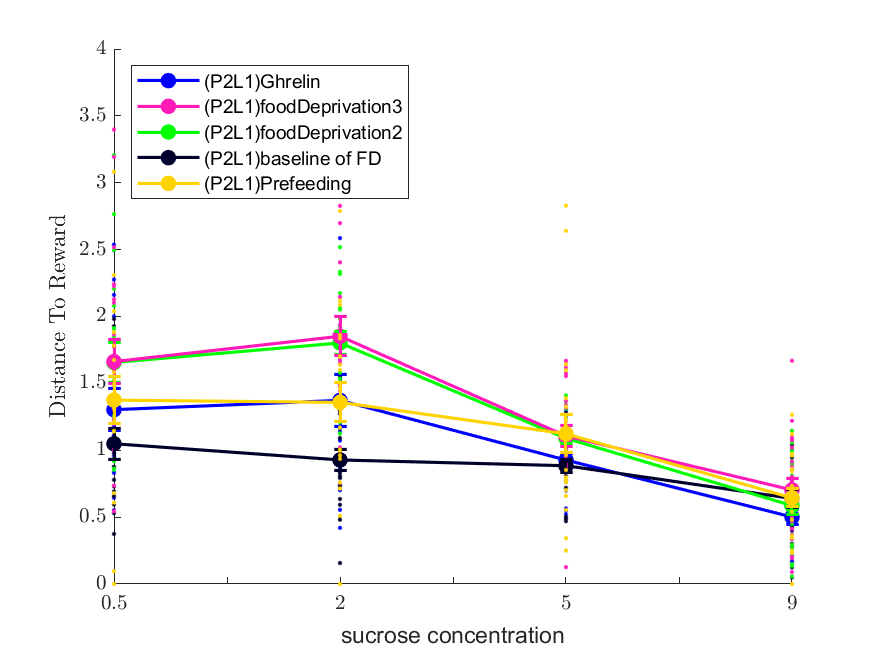 4
3.5
3
2.5
2
1.5
1
0.5
0
Distance To Reward
(P2L1)Ghrelin
(P2L1)foodDeprivation3
(P2L1)foodDeprivation2
(P2L1)baseline of FD
(P2L1)Prefeeding
0.5 2 5 9
sucrose concentration